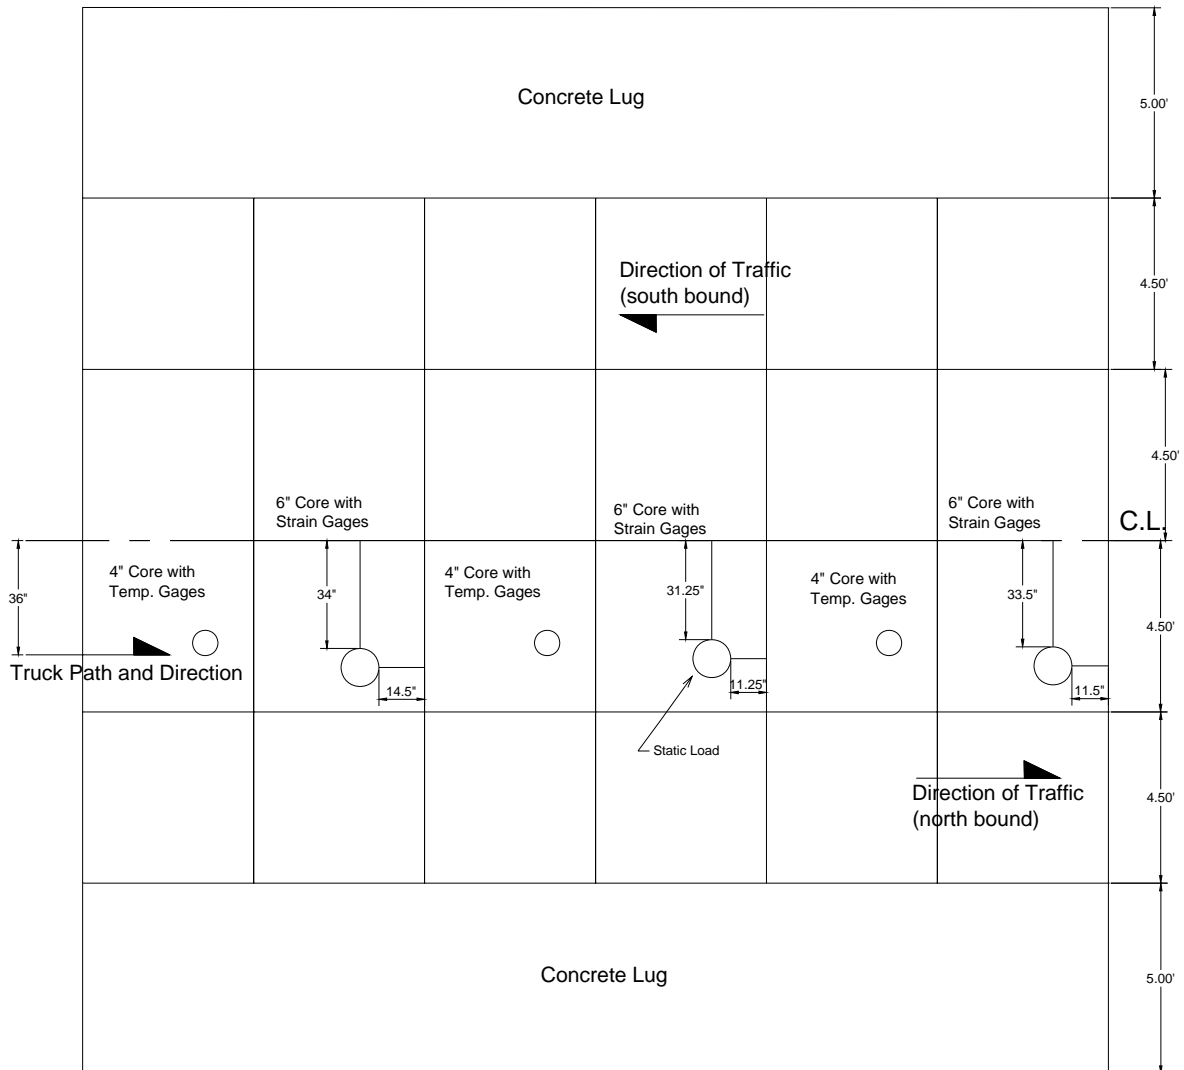 Concrete Lug
5.00'
Direction of Traffic
(south bound)
4.50'
4.50'
6" Core with
Strain Gages
6" Core with
Strain Gages
6" Core with
Strain Gages
C.L.
4" Core with
Temp. Gages
4" Core with
Temp. Gages
4" Core with
Temp. Gages
36"
34"
31.25"
33.5"
4.50'
Truck Path and Direction
14.5"
11.25"
11.5"
Static Load
Direction of Traffic
(north bound)
4.50'
Concrete Lug
5.00'